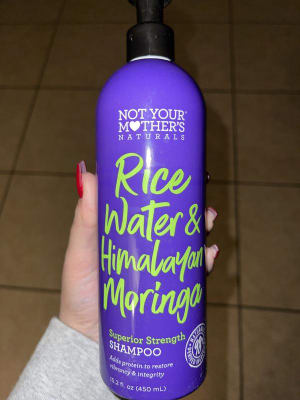 NOT YOUR
MOTHER'S
NATURALS
Rice
Water &
Himalayan
Moringa
Superior Strength
SHAMPOO
Adds protein to restore
vibrancy & integrity
15.2 fl oz (450 mL)